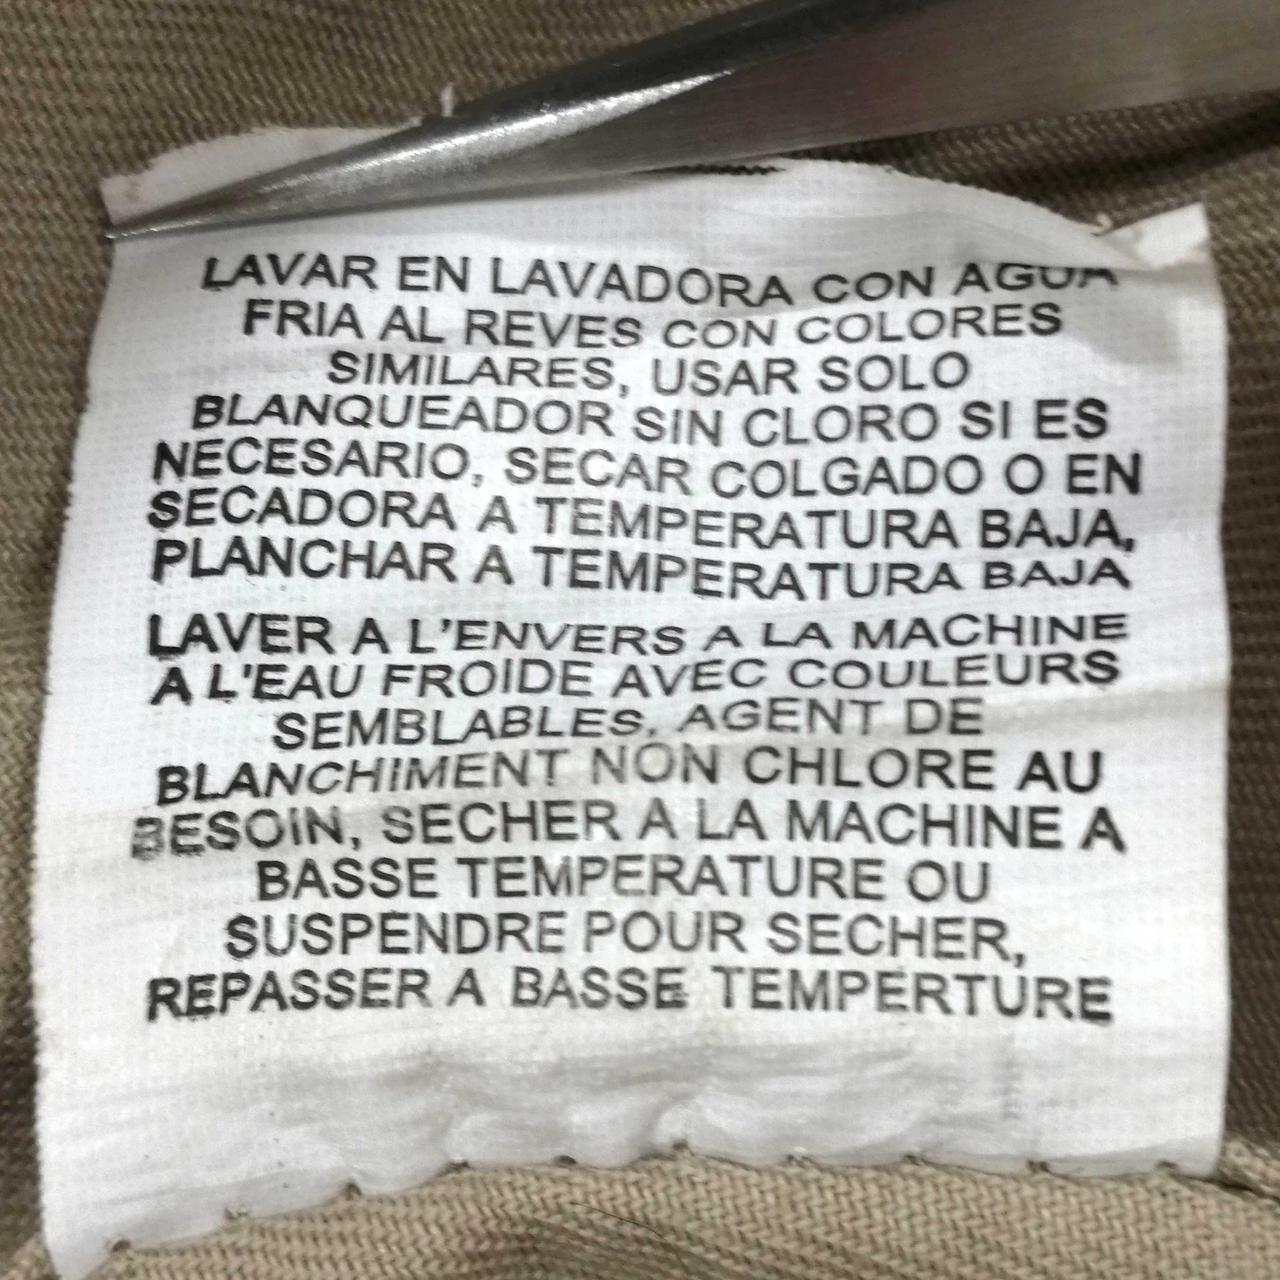 LAVAR EN LAVADORA CON AGUA
FRIA AL REVES CON COLORES
SIMILARES, USAR SOLO
BLANQUEADOR SIN CLORO SI ES
NECESARIO, SECAR COLGADO O EN
SECADORA A TEMPERATURA BAJA,
PLANCHAR A TEMPERATURA BAJA
LAVER A L'ENVERS A LA MACHINE
A L'EAU FROIDE AVEC COULEURS
SEMBLABLES, AGENT DE
BLANCHIMENT NON CHLORE AU
BESOIN, SECHER A LA MACHINE A
BASSE TEMPERATURE OU
SUSPENDRE POUR SECHER,
REPASSER A BASSE TEMPERTURE